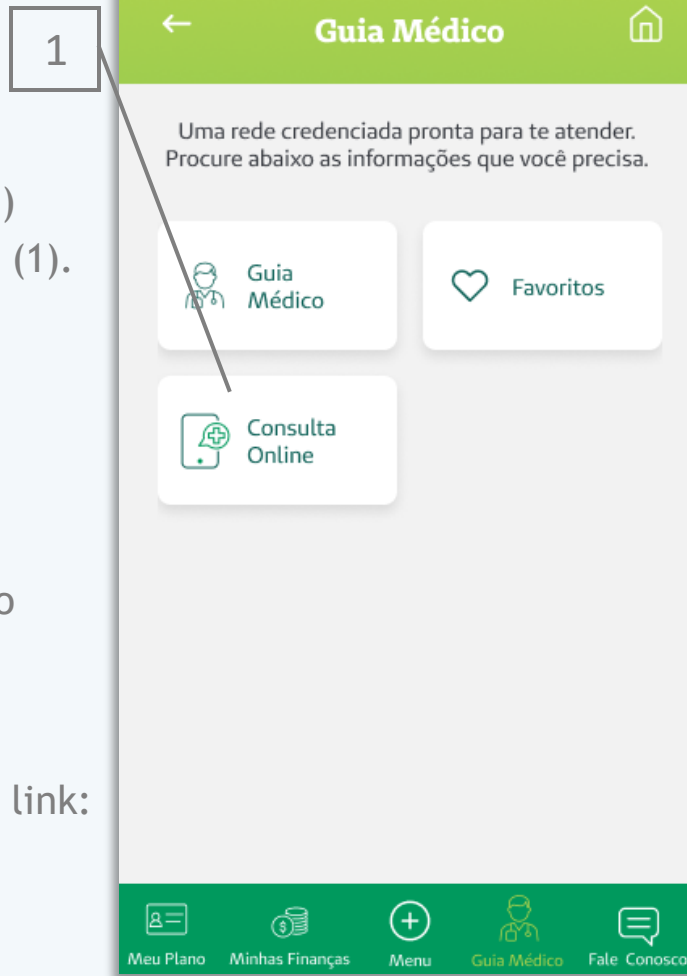 1
Guia Médico
Uma rede credenciada pronta para te atender.
Procure abaixo as informações que você precisa.
)
(1).
Guia
Médico
Favoritos
Consulta
Online
o
link:
Meu Plano
Minhas Finanças
Menu
Guia Médico
Fale Conosco